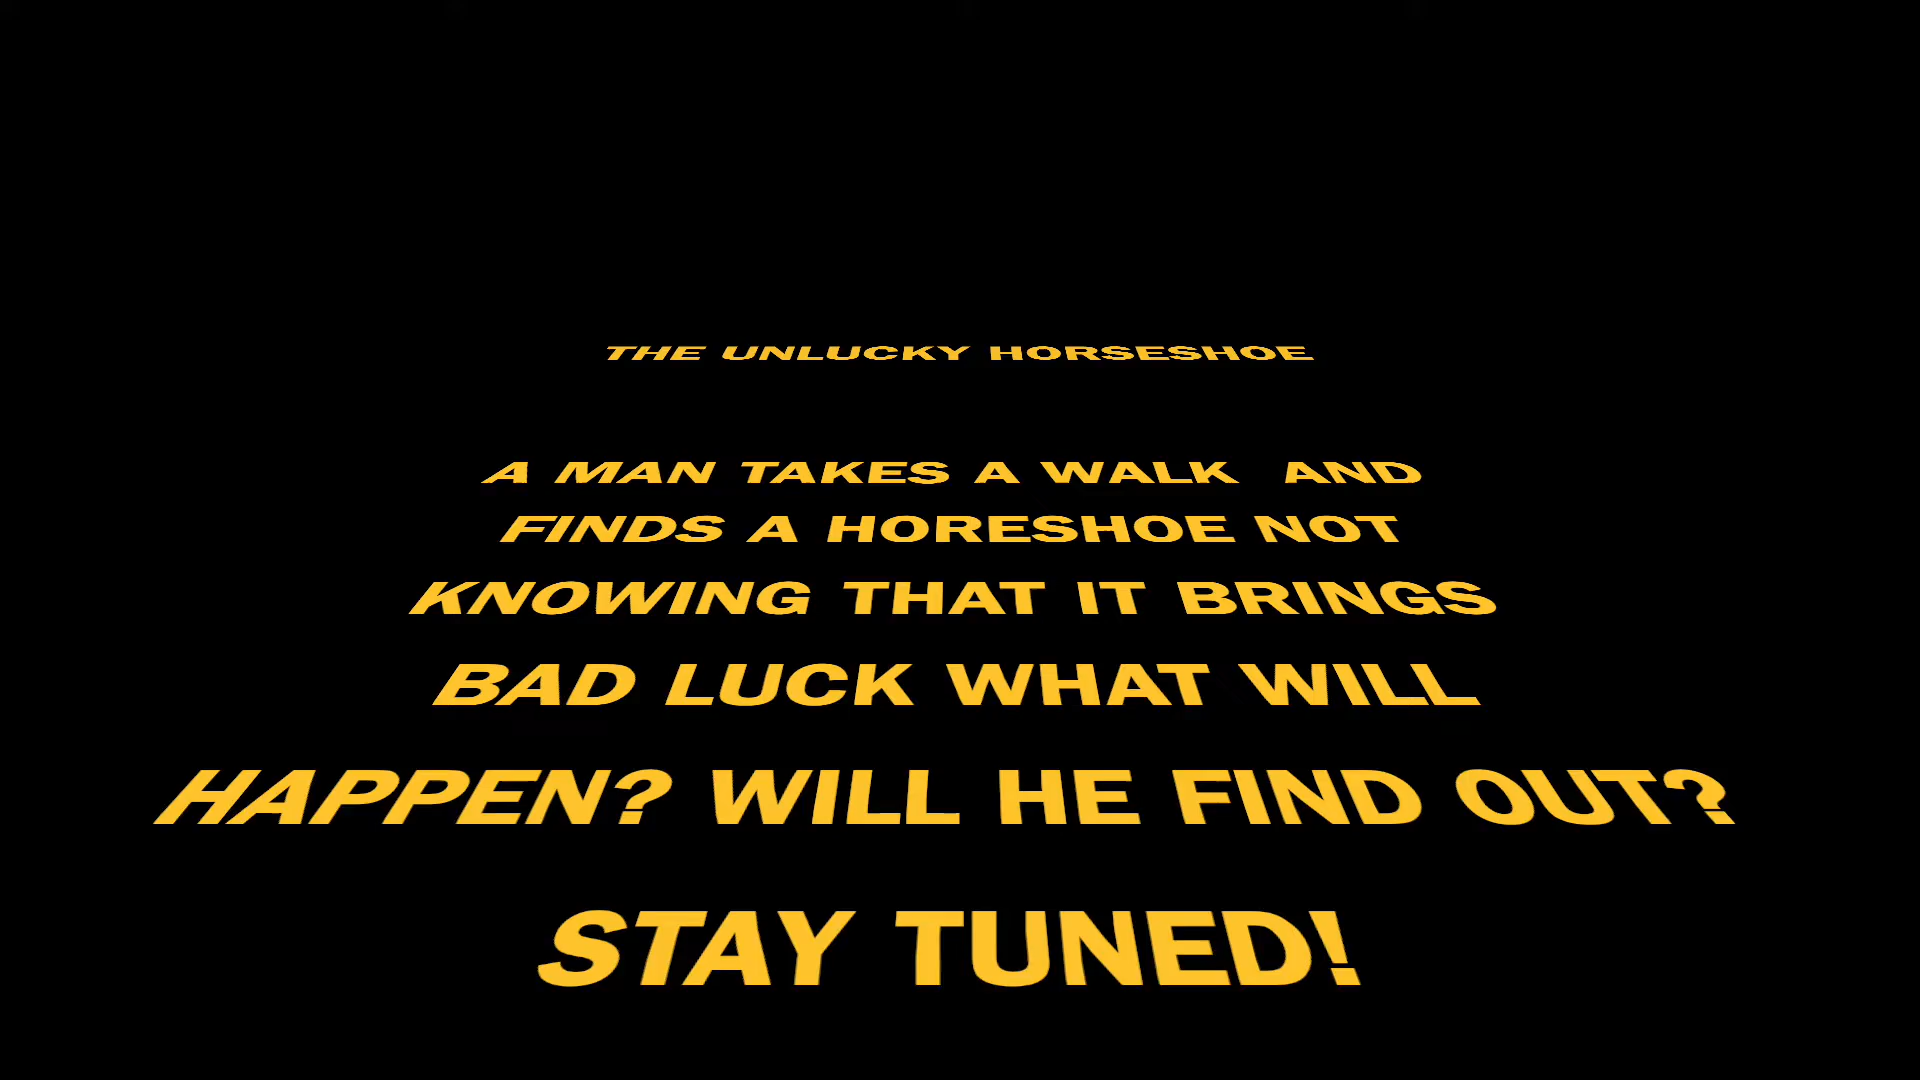 THE UNLUCKY HORSESHOE
A MAN TAKES A WALK  AND
FINDS A HORESHOE NOT
KNOWING THAT IT BRINGS
BAD LUCK WHAT WILL
HAPPEN? WILL HE FIND OUT?
STAY TUNED!